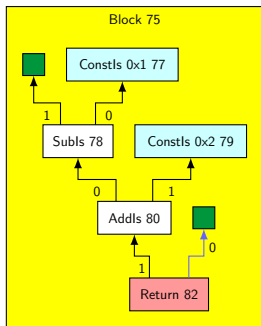 Block 75
ConstIs 0x1 77
1
0
SubIs 78
ConstIs 0x2 79
0
1
AddIs 80
1
0
Return 82